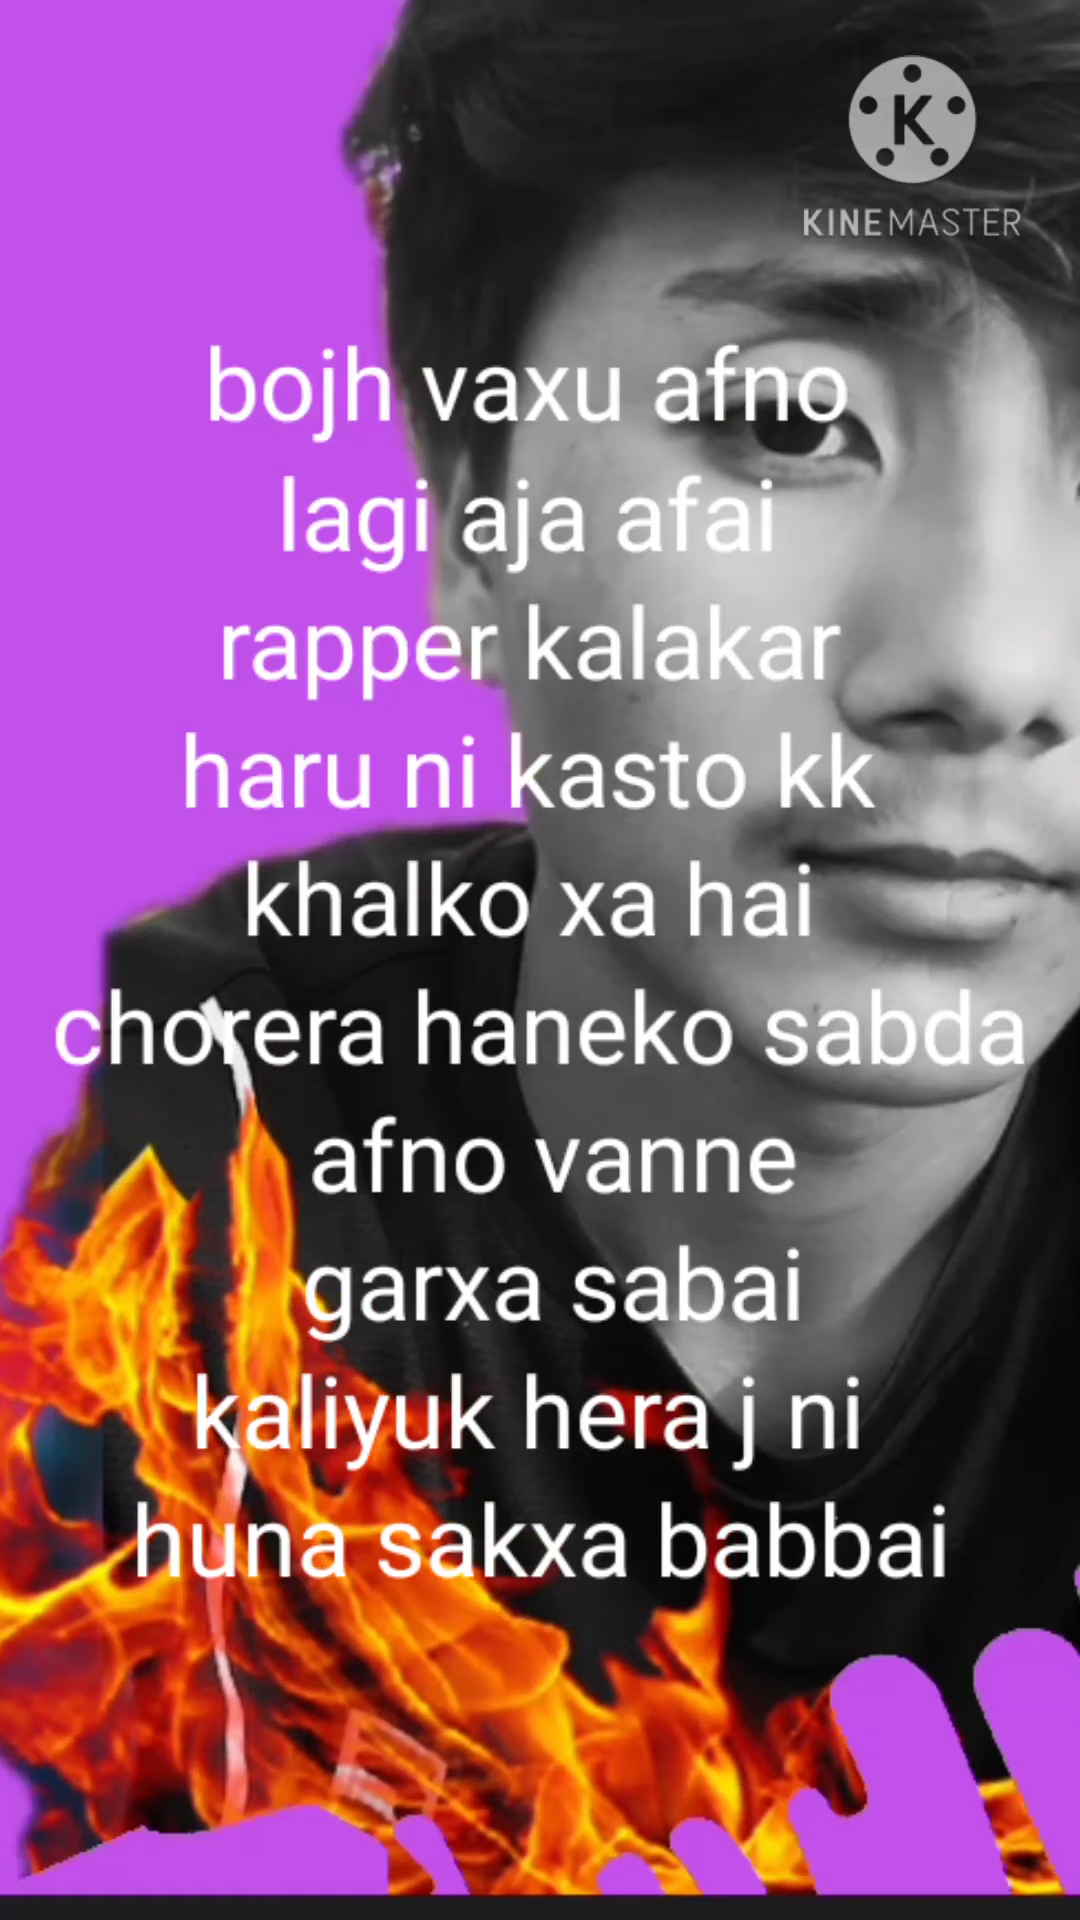 KINEMASTER
bojh vaxu afno
lagi aja afai
rapper kalakar
haru ni kasto kk
khalko xa hai
chorera haneko sabda
afno vanne
garxa sabai
kaliyuk hera j ni
huna sakxa babbai